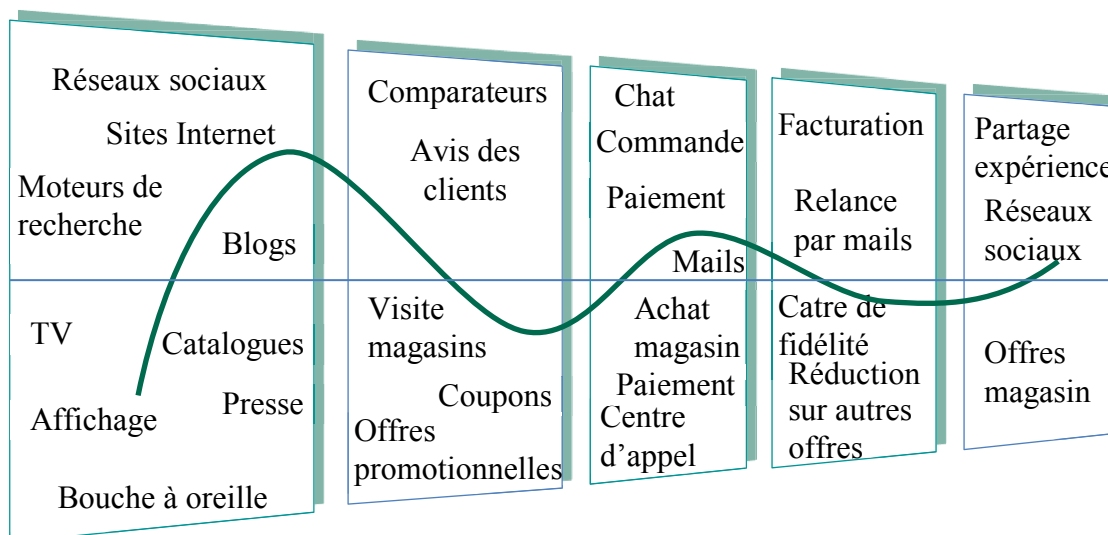 Réseaux sociaux
Sites Internet
Moteurs de
recherche
Blogs
TV
Catalogues
Presse
Affichage
Bouche à oreille
Comparateurs
Avis des
clients
Visite
magasins
Coupons
Offres
promotionnelles
Chat
Commande
Paiement
Mails
Achat
magasin
Paiement
Centre
d’appel
Facturation
Relance
par mails
Catre de
fidélité
Réduction
sur autres
offres
Partage
expérience
Réseaux
sociaux
Offres
magasin